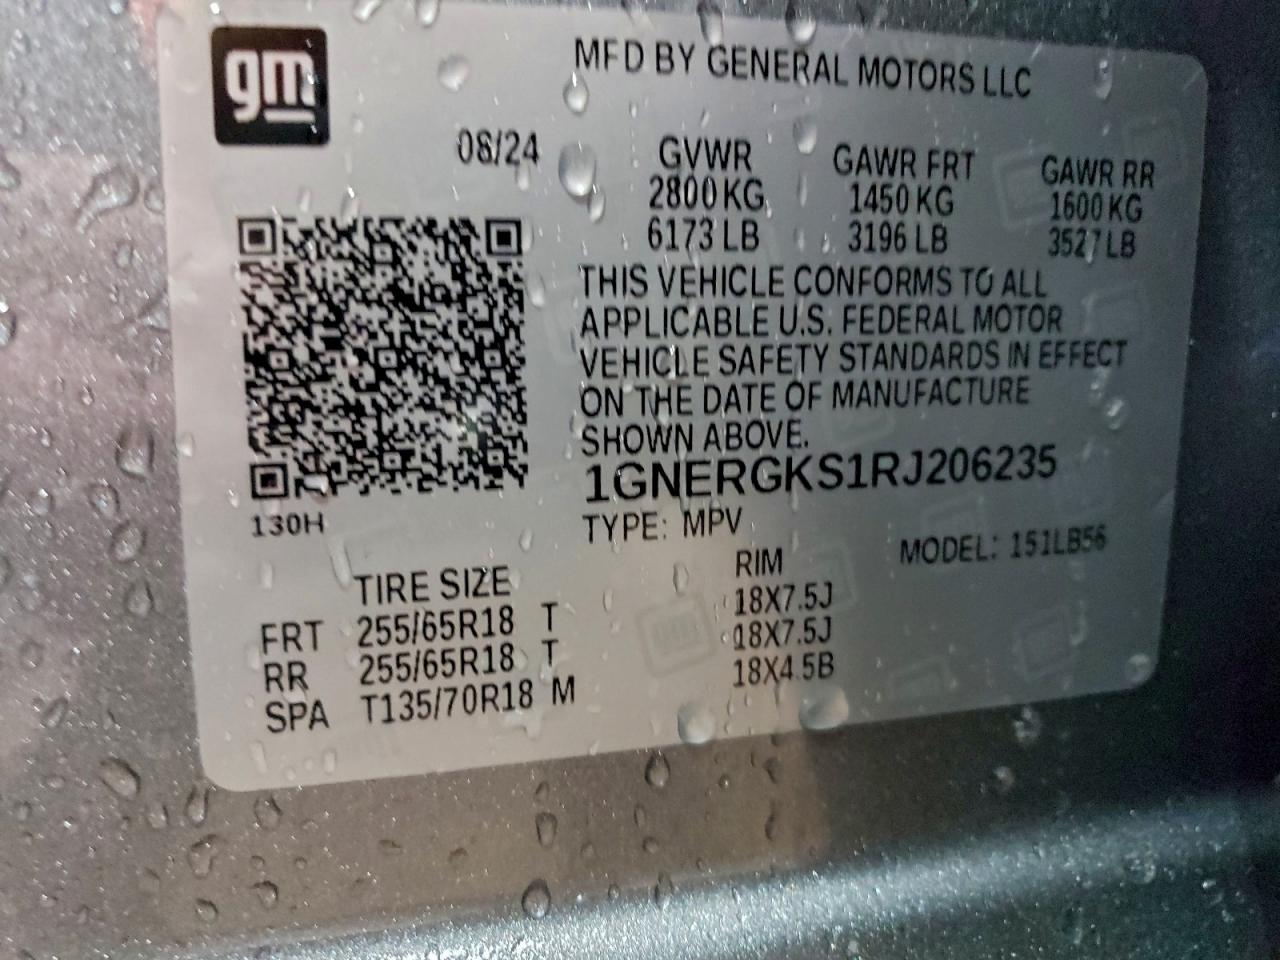 gm
MFD BY GENERAL MOTORS LLC
08/24
GVWR GAWR FRT GAWR RR
2800 KG 1450 KG 1600 KG
6173 LB 3196 LB 3527 LB
THIS VEHICLE CONFORMS TO ALL
APPLICABLE U.S. FEDERAL MOTOR
VEHICLE SAFETY STANDARDS IN EFFECT
ON THE DATE OF MANUFACTURE
SHOWN ABOVE.
1GNERGKS1RJ206235
130H
TYPE: MPV MODEL: 151LB56
TIRE SIZE RIM
FRT 255/65R18 T 18X7.5J
RR 255/65R18 T 18X7.5J
SPA T135/70R18 M 18X4.5B